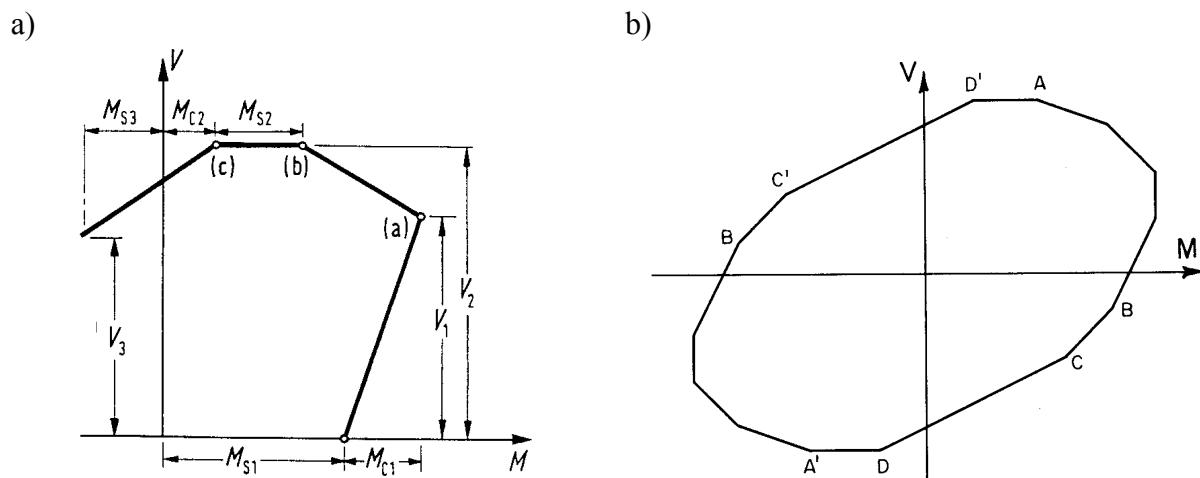 a)
V
M_S3 M_C2 M_S2
(c) (b)
(a)
V_3
V_1
V_2
M_S1 M_C1 M
b)
V
D' A
C'
B
M
B
C
A' D